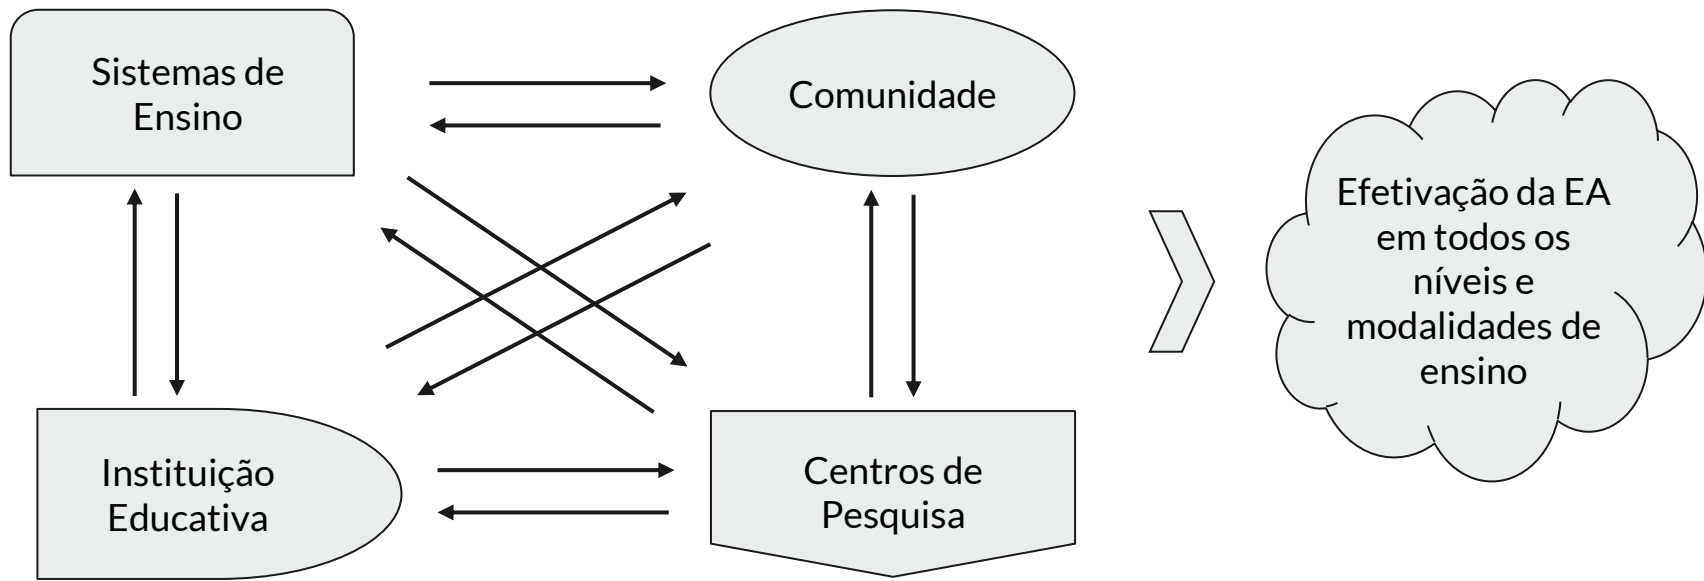 Sistemas de
Ensino
Comunidade
Efetivação da EA
em todos os
níveis e
modalidades de
ensino
Instituição
Educativa
Centros de
Pesquisa